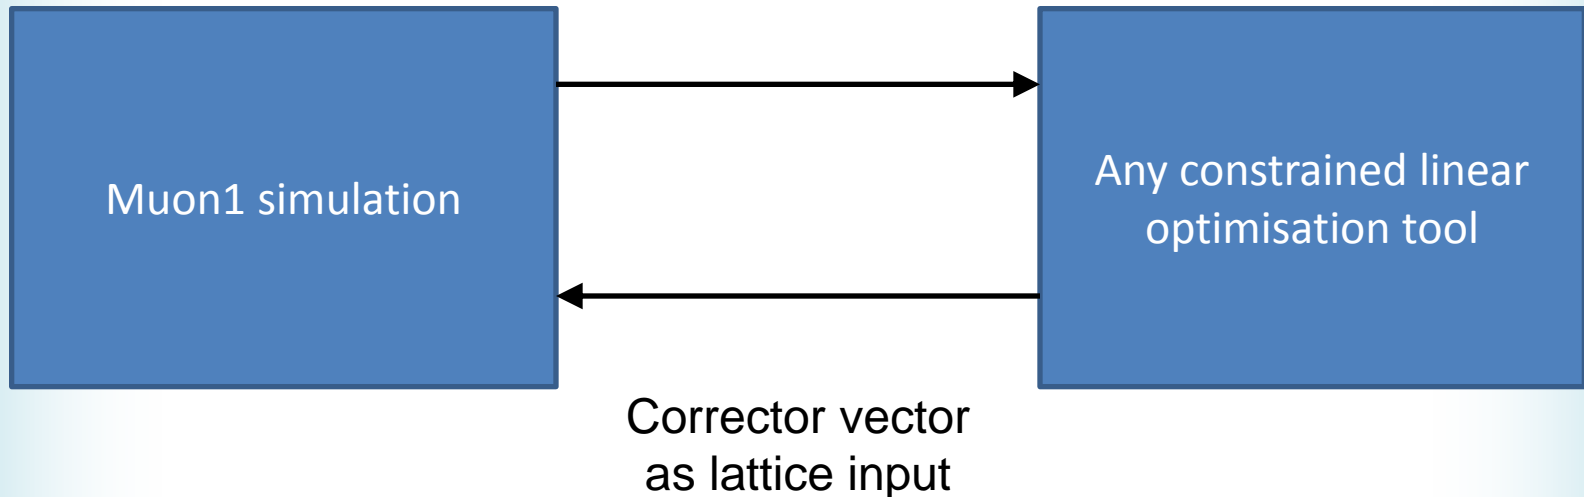 Muon1 simulation
Any constrained linear
optimisation tool
Corrector vector
as lattice input